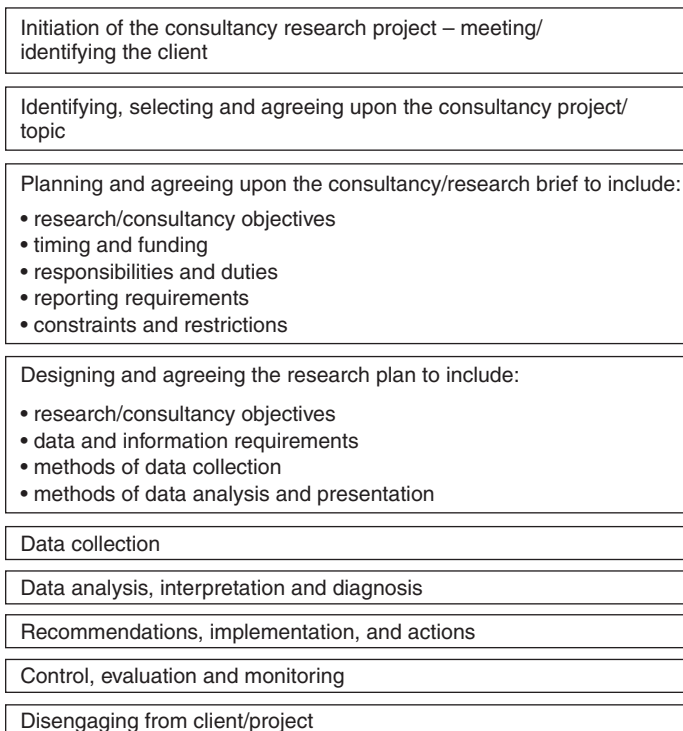 Initiation of the consultancy research project – meeting/
identifying the client
Identifying, selecting and agreeing upon the consultancy project/
topic
Planning and agreeing upon the consultancy/research brief to include:
• research/consultancy objectives
• timing and funding
• responsibilities and duties
• reporting requirements
• constraints and restrictions
Designing and agreeing the research plan to include:
• research/consultancy objectives
• data and information requirements
• methods of data collection
• methods of data analysis and presentation
Data collection
Data analysis, interpretation and diagnosis
Recommendations, implementation, and actions
Control, evaluation and monitoring
Disengaging from client/project